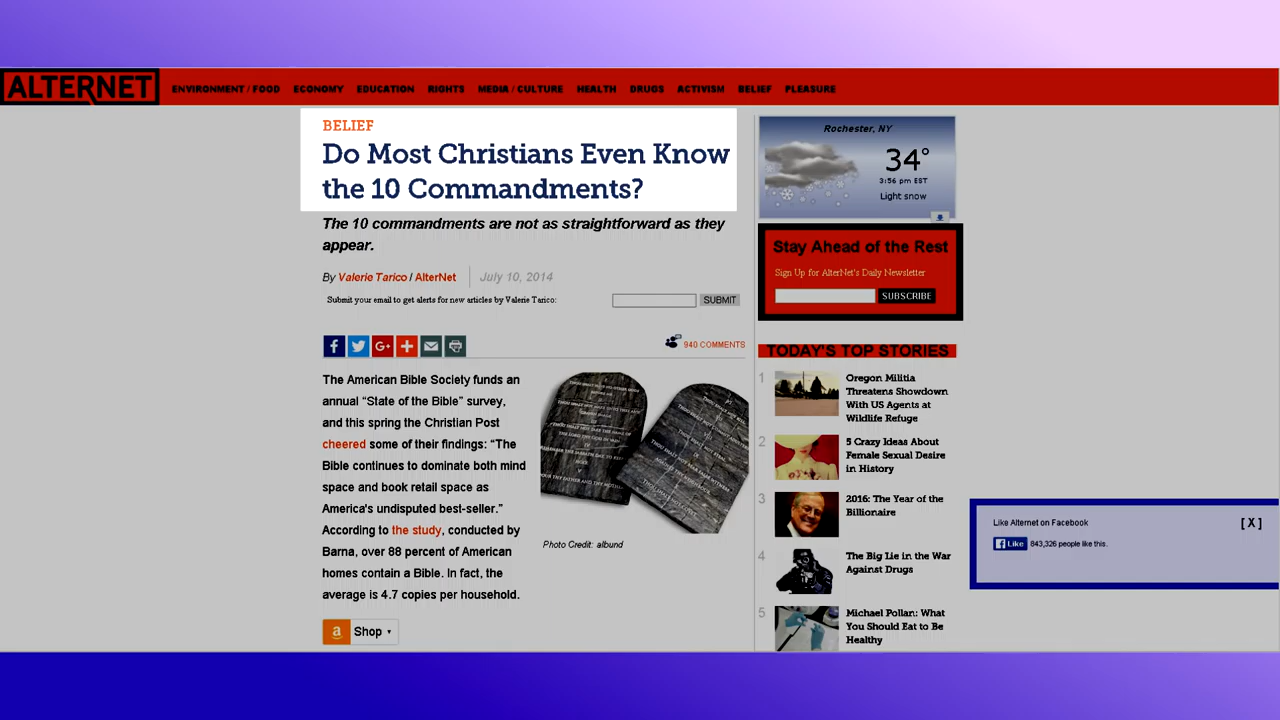 ALTERNET
ENVIRONMENT / FOOD ECONOMY EDUCATION RIGHTS MEDIA / CULTURE HEALTH DRUGS ACTIVISM BELIEF PLEASURE
BELIEF
Do Most Christians Even Know
the 10 Commandments?
The 10 commandments are not as straightforward as they
appear.
By Valerie Tarico / AlterNet July 10, 2014
Submit your email to get alerts for new articles by Valerie Tarico:
SUBMIT
940 COMMENTS
The American Bible Society funds an
annual “State of the Bible” survey,
and this spring the Christian Post
cheered some of their findings: “The
Bible continues to dominate both mind
space and book retail space as
America's undisputed best-seller.”
According to the study, conducted by
Barna, over 88 percent of American
homes contain a Bible. In fact, the
average is 4.7 copies per household.
Photo Credit: albund
a Shop
Rochester, NY
34°
3:56 pm EST
Light snow
Stay Ahead of the Rest
Sign Up for AlterNet's Daily Newsletter
SUBSCRIBE
TODAY'S TOP STORIES
1 Oregon Militia
Threatens Showdown
With US Agents at
Wildlife Refuge
2 5 Crazy Ideas About
Female Sexual Desire
in History
3 2016: The Year of the
Billionaire
4 The Big Lie in the War
Against Drugs
5 Michael Pollan: What
You Should Eat to Be
Healthy
Like Alternet on Facebook [ X ]
Like 843,326 people like this.